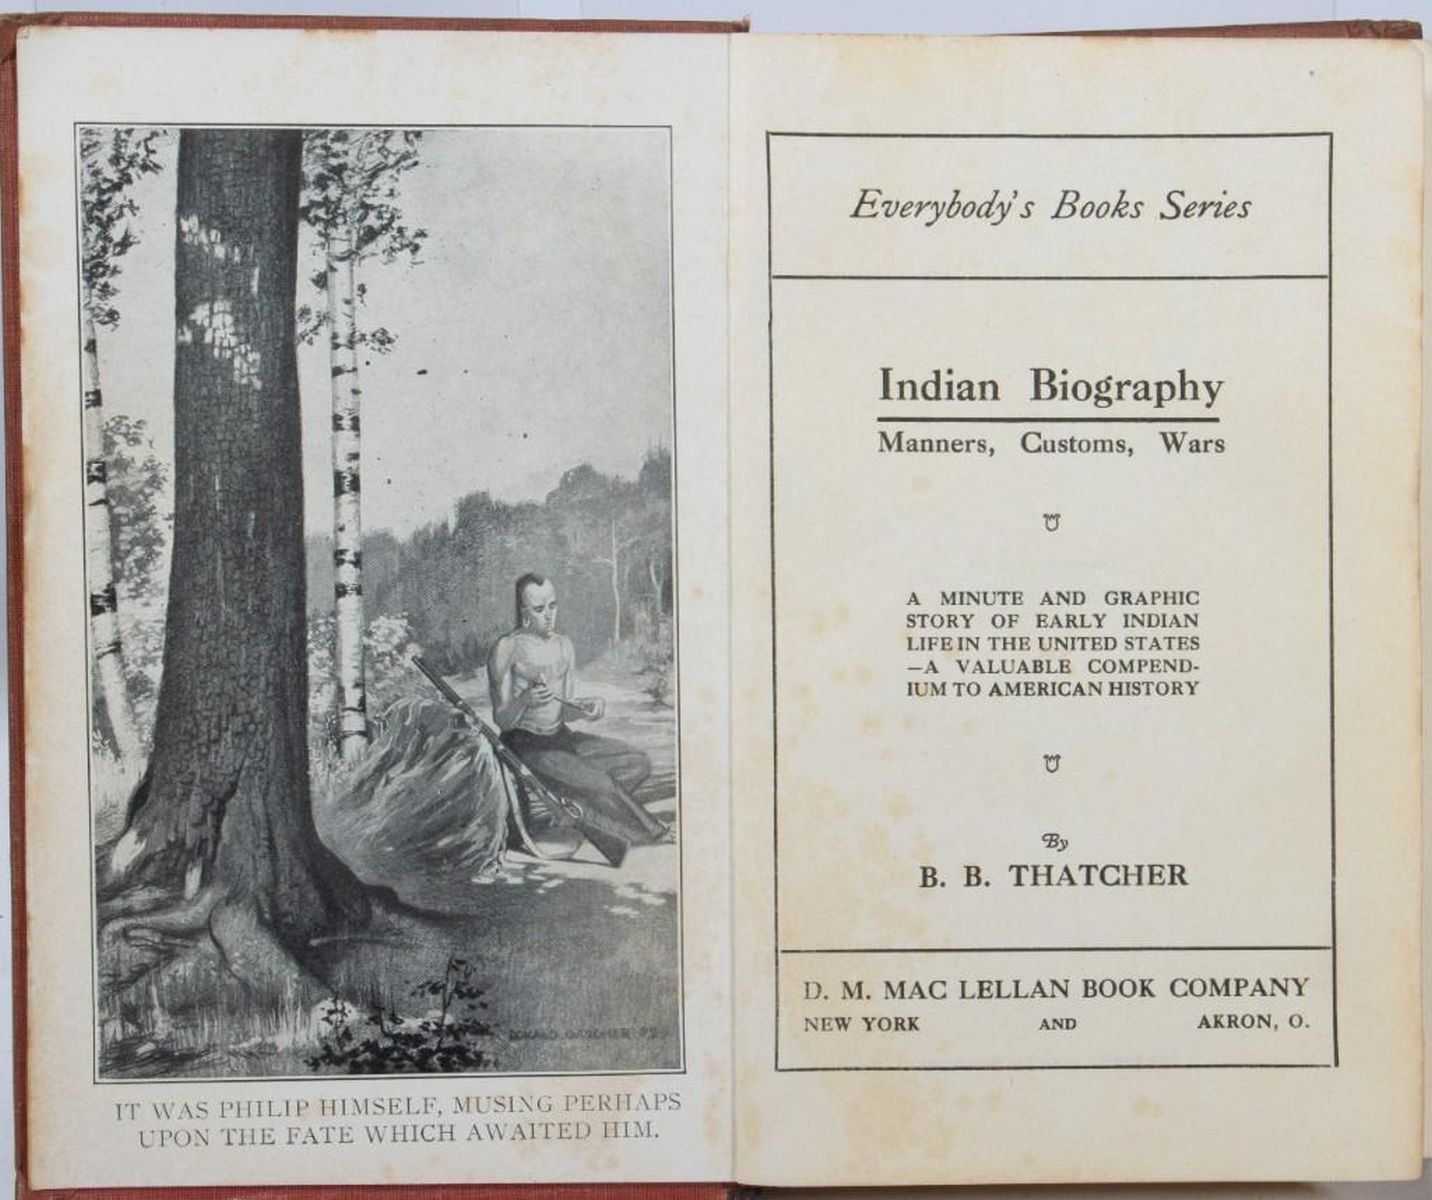 IT WAS PHILIP HIMSELF, MUSING PERHAPS
UPON THE FATE WHICH AWAITED HIM.
Everybody's Books Series
Indian Biography
Manners, Customs, Wars
A MINUTE AND GRAPHIC
STORY OF EARLY INDIAN
LIFE IN THE UNITED STATES
—A VALUABLE COMPEND-
IUM TO AMERICAN HISTORY
By
B. B. THATCHER
D. M. MAC LELLAN BOOK COMPANY
NEW YORK AND AKRON, O.